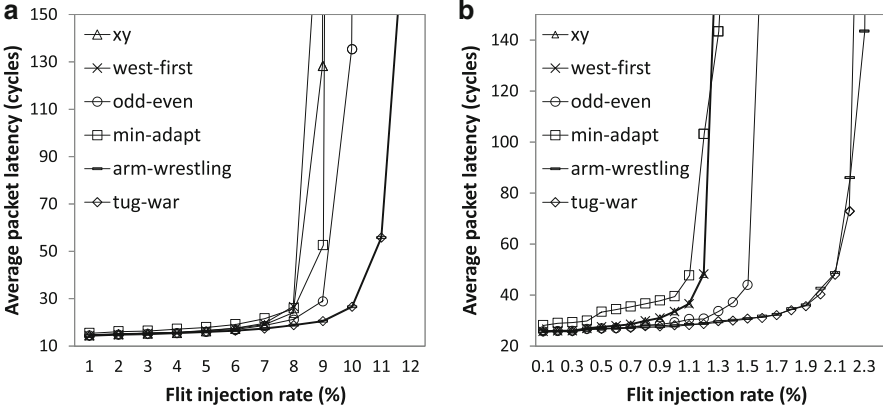 a
150
130
110
90
70
50
30
10
Average packet latency (cycles)
xy
west-first
odd-even
min-adapt
arm-wrestling
tug-war
1 2 3 4 5 6 7 8 9 10 11 12
Flit injection rate (%)
b
140
120
100
80
60
40
20
Average packet latency (cycles)
xy
west-first
odd-even
min-adapt
arm-wrestling
tug-war
0.1 0.3 0.5 0.7 0.9 1.1 1.3 1.5 1.7 1.9 2.1 2.3
Flit injection rate (%)